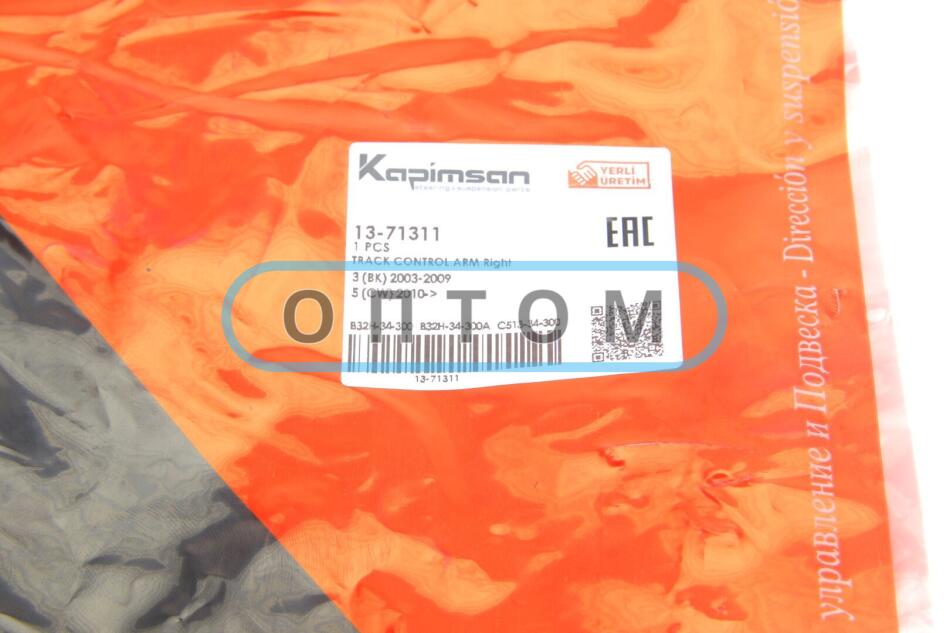 Kapimsan
steering & suspension parts
YERLİ
ÜRETİM
13-71311
EAC
1 PCS
TRACK CONTROL ARM Right
3 (BK) 2003-2009
5 (CW) 2010->
ОПТОМ
B32H-34-300 B32H-34-300A C513-34-300
13-71311
управление и Подвеска - Dirección y suspensió